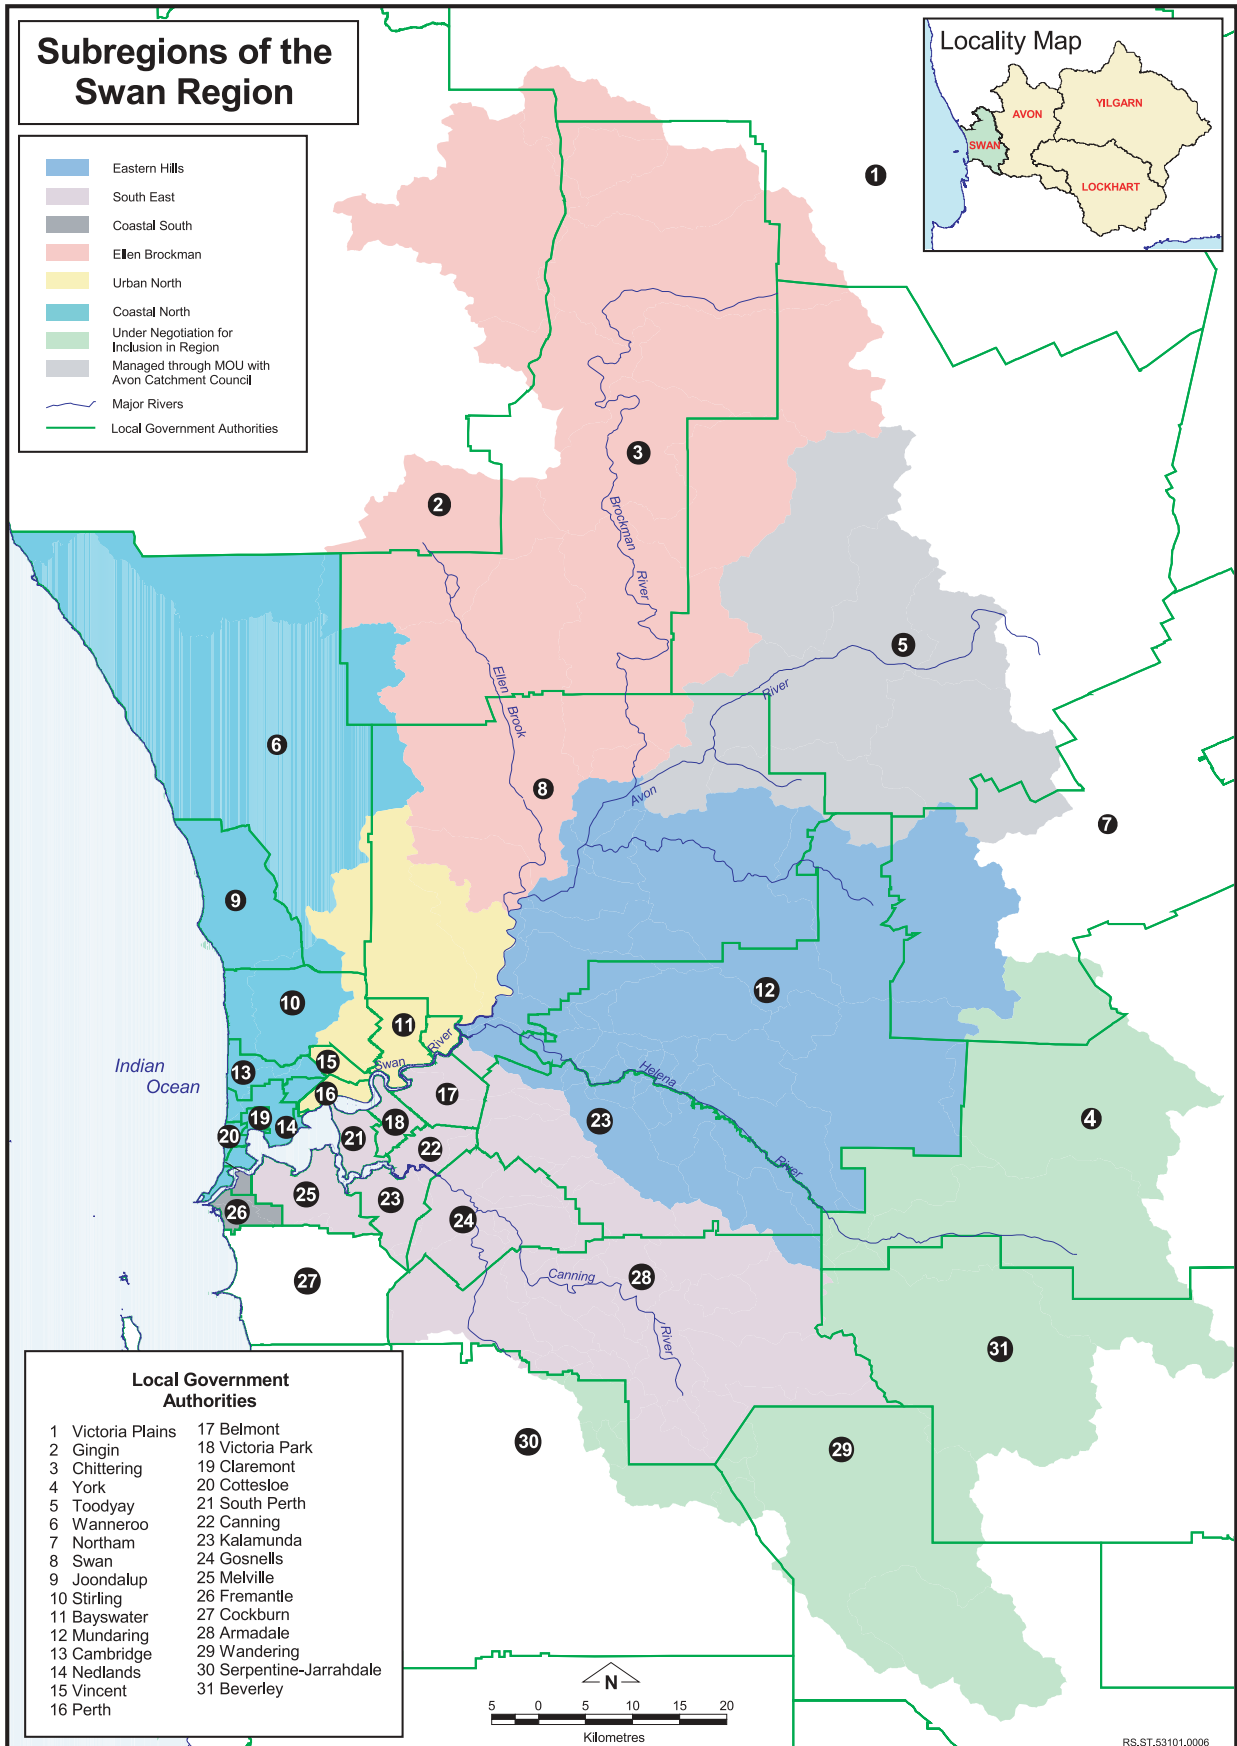 Subregions of the
Swan Region
Eastern Hills
South East
Coastal South
Ellen Brockman
Urban North
Coastal North
Under Negotiation for
Inclusion in Region
Managed through MOU with
Avon Catchment Council
Major Rivers
Local Government Authorities
Locality Map
YILGARN
AVON
SWAN
LOCKHART
1
3
2
Brockman
River
5
Ellen
Brook
River
6
8
Avon
7
9
12
10
11
River
Swan
Indian
Ocean
13
15
Helena
16
17
19
14
18
23
4
20
21
22
River
25
23
26
24
27
Canning
28
River
31
30
29
Local Government
Authorities
1 Victoria Plains
2 Gingin
3 Chittering
4 York
5 Toodyay
6 Wanneroo
7 Northam
8 Swan
9 Joondalup
10 Stirling
11 Bayswater
12 Mundaring
13 Cambridge
14 Nedlands
15 Vincent
16 Perth
17 Belmont
18 Victoria Park
19 Claremont
20 Cottesloe
21 South Perth
22 Canning
23 Kalamunda
24 Gosnells
25 Melville
26 Fremantle
27 Cockburn
28 Armadale
29 Wandering
30 Serpentine-Jarrahdale
31 Beverley
N
5 0 5 10 15 20
Kilometres
RS.ST.53101.0006